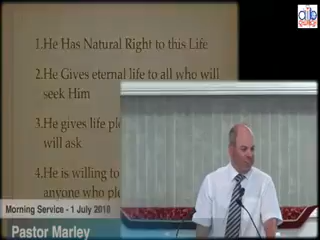 1.He Has Natural Right to this Life
2.He Gives eternal life to all who will
seek Him
3.He gives life
will ask
4.He is willing to
anyone who
Morning Service - 1 July 2018
Pastor Marley